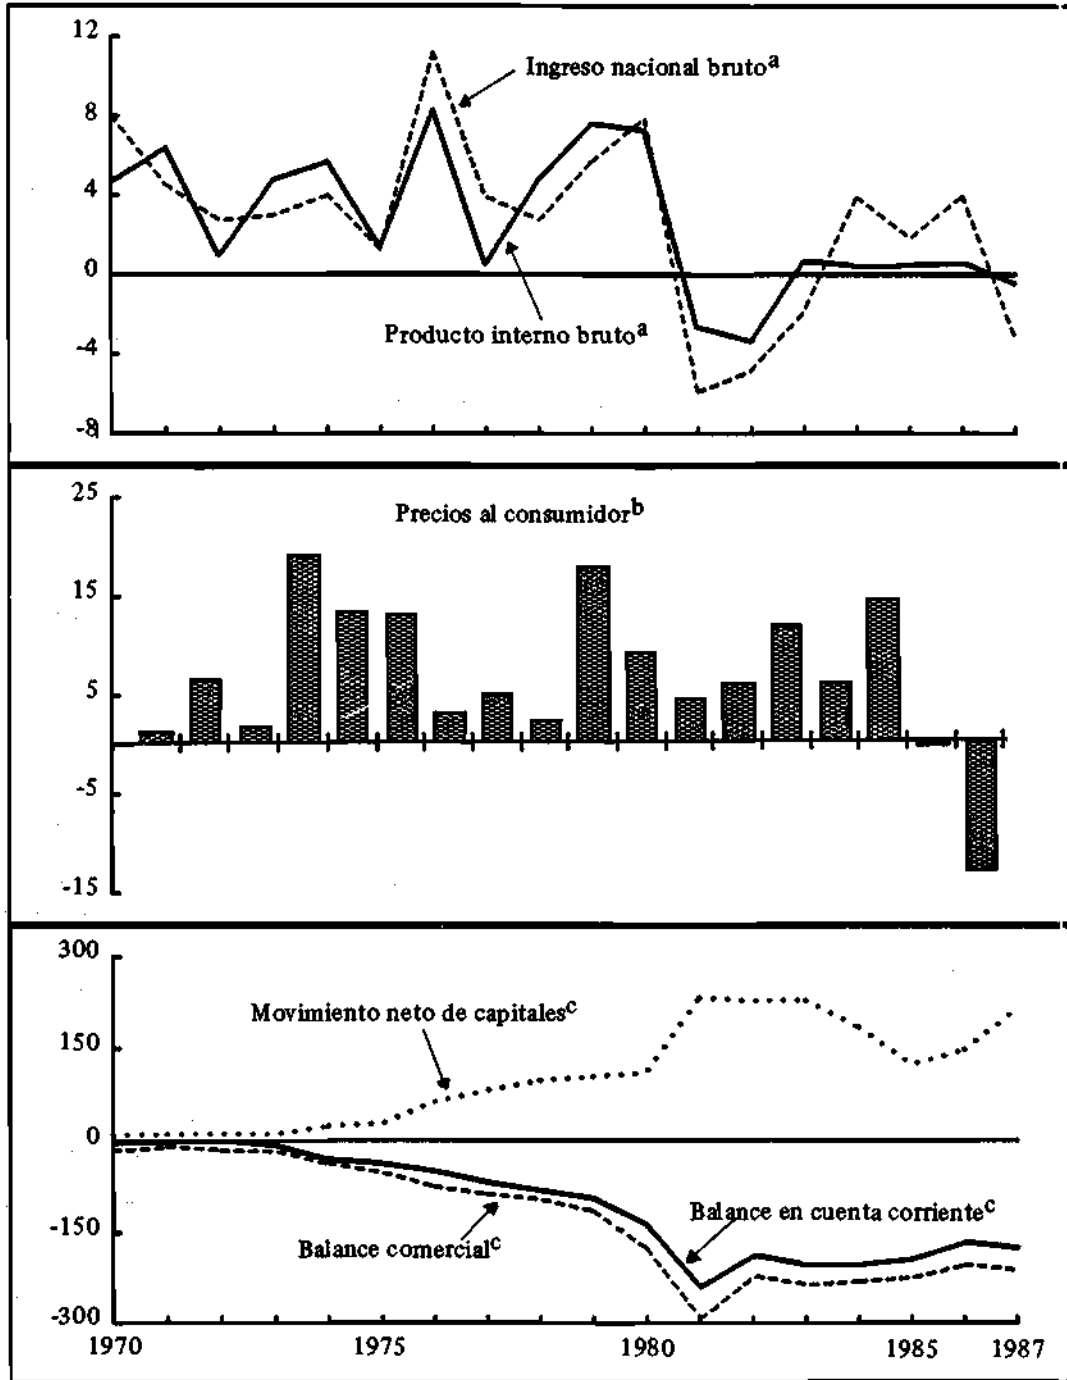 12
Ingreso nacional bruto^a
8
4
0
Producto interno bruto^a
-4
-8
25
Precios al consumidor^b
15
5
-5
-15
300
Movimiento neto de capitales^c
150
0
-150
Balance en cuenta corriente^c
Balance comercial^c
-300
1970 1975 1980 1985 1987